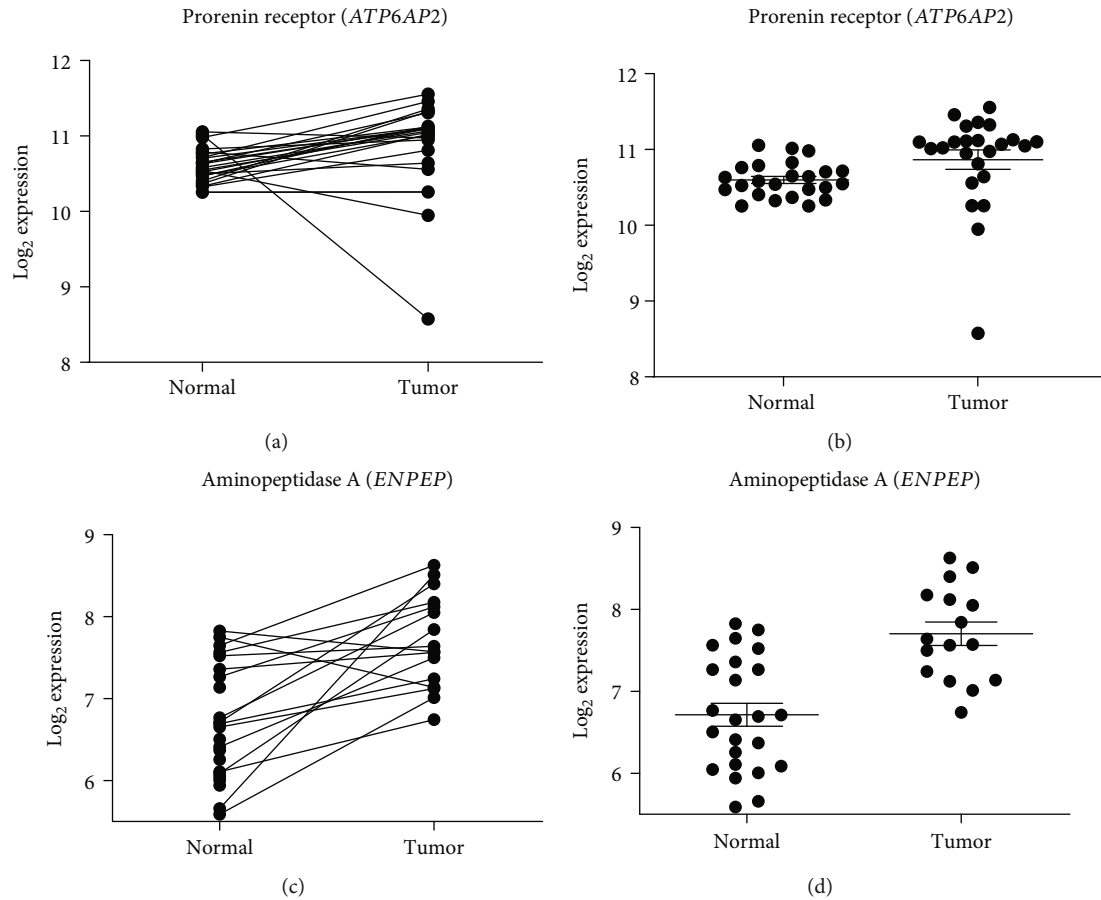 Prorenin receptor (ATP6AP2)
Log₂ expression
12
11
10
9
8
Normal Tumor
(a)
Prorenin receptor (ATP6AP2)
Log₂ expression
12
11
10
9
8
Normal Tumor
(b)
Aminopeptidase A (ENPEP)
Log₂ expression
9
8
7
6
Normal Tumor
(c)
Aminopeptidase A (ENPEP)
Log₂ expression
9
8
7
6
Normal Tumor
(d)